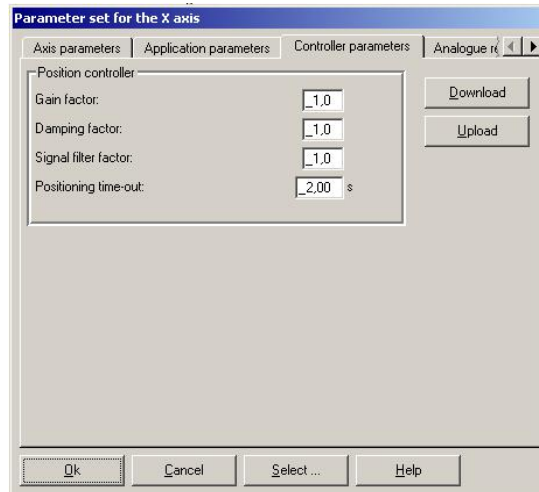 Parameter set for the X axis
Axis parameters Application parameters Controller parameters Analogue
Position controller
Gain factor: _1,0
Damping factor: _1,0
Signal filter factor: _1,0
Positioning time-out: _2,00 s
Download
Upload
Ok Cancel Select ... Help